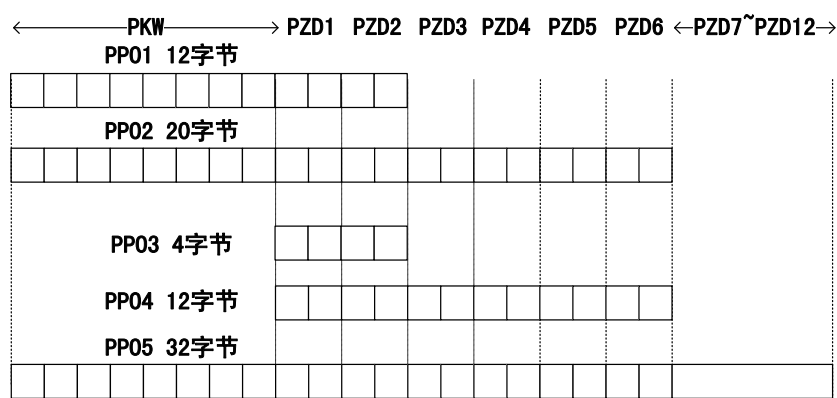 PKW PZD1 PZD2 PZD3 PZD4 PZD5 PZD6 PZD7~PZD12
PPO1 12字节
PPO2 20字节
PPO3 4字节
PPO4 12字节
PPO5 32字节